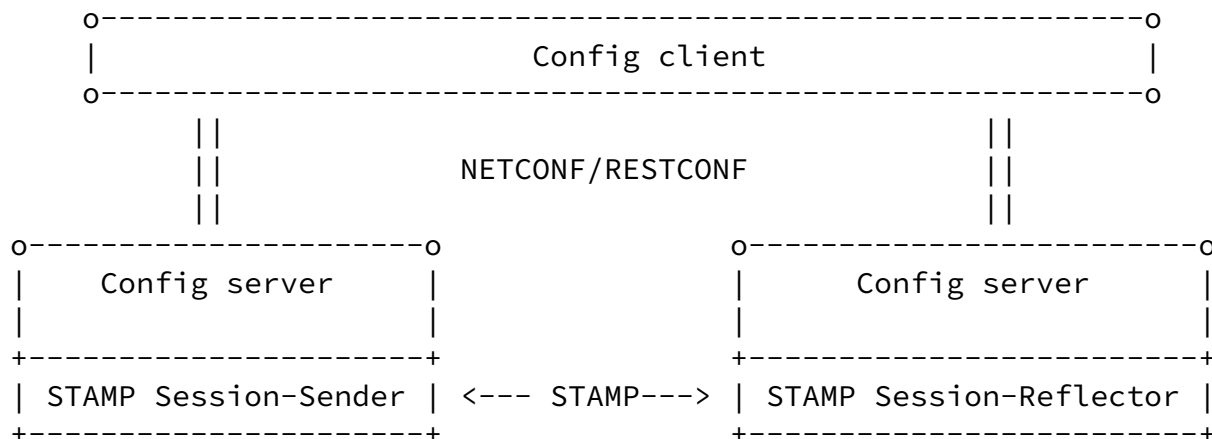 o----------------------------------------------------------o
|                        Config client                     |
o----------------------------------------------------------o
||                                          ||
||             NETCONF/RESTCONF             ||
||                                          ||
o----------------------o                o-------------------------o
|    Config server     |                |      Config server      |
|                      |                |                         |
+----------------------+                +-------------------------+
| STAMP Session-Sender | <--- STAMP---> | STAMP Session-Reflector |
+----------------------+                +-------------------------+